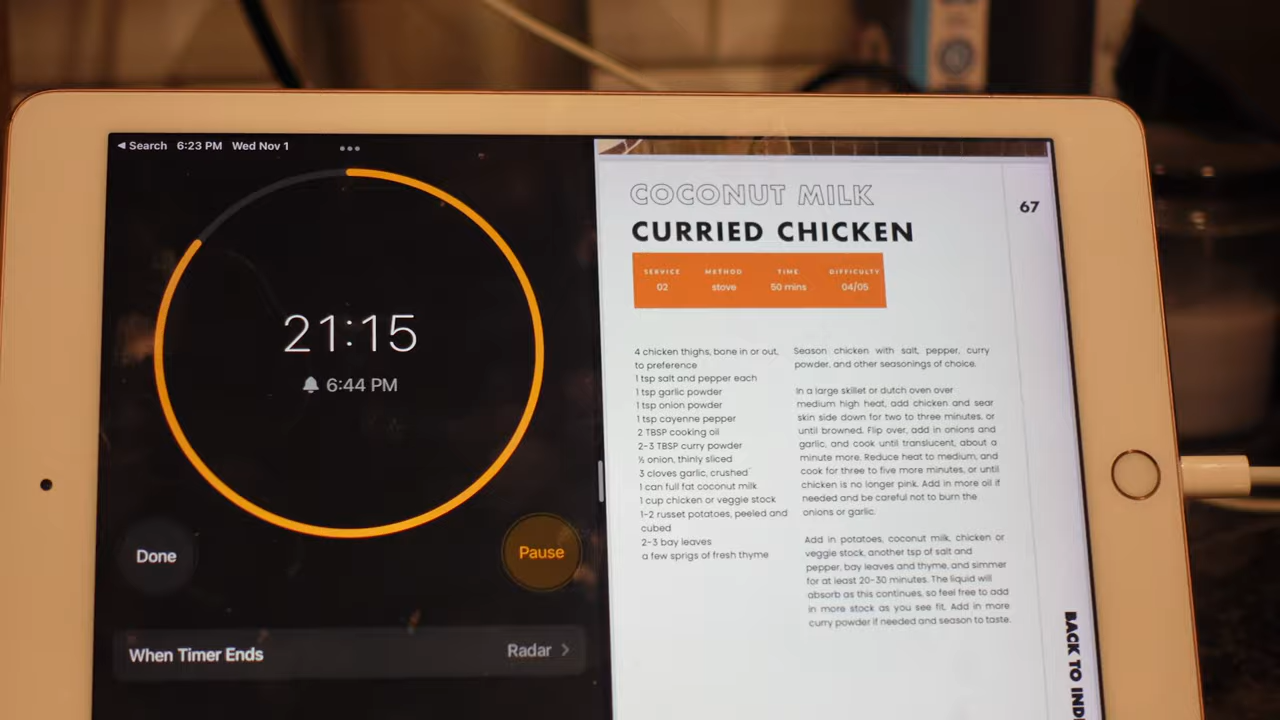 ◀ Search 6:23 PM Wed Nov 1
21:15
6:44 PM
Done
Pause
When Timer Ends
Radar
COCONUT MILK
67
CURRIED CHICKEN
SERVICE METHOD TIME DIFFICULTY
02 stove 50 mins 04/05
4 chicken thighs, bone in or out,
to preference
1 tsp salt and pepper each
1 tsp garlic powder
1 tsp onion powder
1 tsp cayenne pepper
2 TBSP cooking oil
2-3 TBSP curry powder
½ onion, thinly sliced
3 cloves garlic, crushed
1 can full fat coconut milk
1 cup chicken or veggie stock
1-2 russet potatoes, peeled and
cubed
2-3 bay leaves
a few sprigs of fresh thyme
Season chicken with salt, pepper, curry
powder, and other seasonings of choice.
In a large skillet or dutch oven over
medium high heat, add chicken and sear
skin side down for two to three minutes, or
until browned. Flip over, add in onions and
garlic, and cook until translucent, about a
minute more. Reduce heat to medium, and
cook for three to five more minutes, or until
chicken is no longer pink. Add in more oil if
needed and be careful not to burn the
onions or garlic.
Add in potatoes, coconut milk, chicken or
veggie stock, another tsp of salt and
pepper, bay leaves and thyme, and simmer
for at least 20-30 minutes. The liquid will
absorb as this continues, so feel free to add
in more stock as you see fit. Add in more
curry powder if needed and season to taste.
BACK TO IND